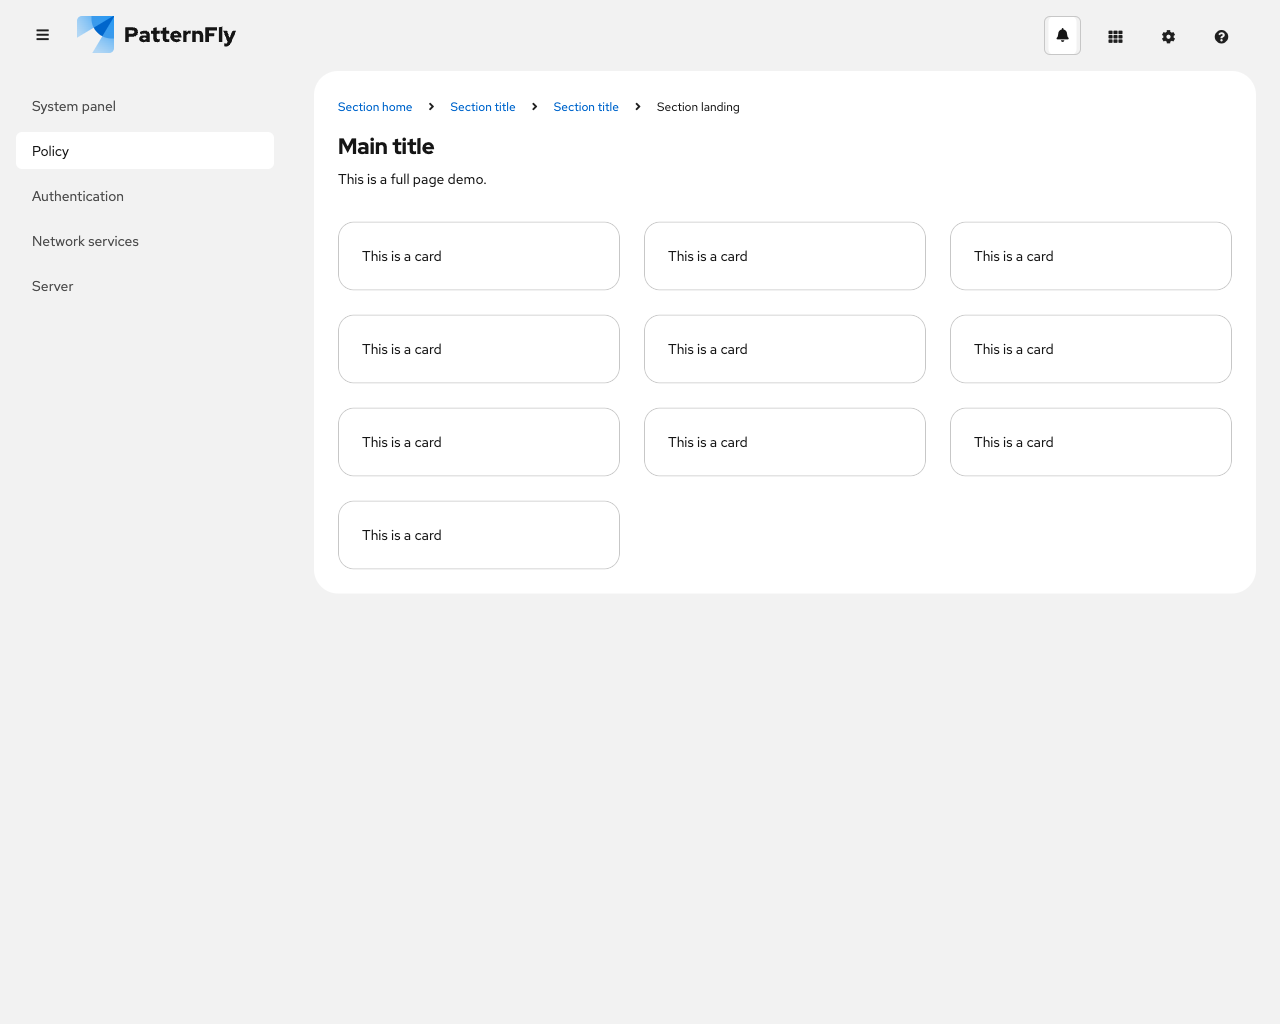 PatternFly
System panel
Policy
Authentication
Network services
Server
Section home
Section title
Section title
Section landing
Main title
This is a full page demo.
This is a card
This is a card
This is a card
This is a card
This is a card
This is a card
This is a card
This is a card
This is a card
This is a card